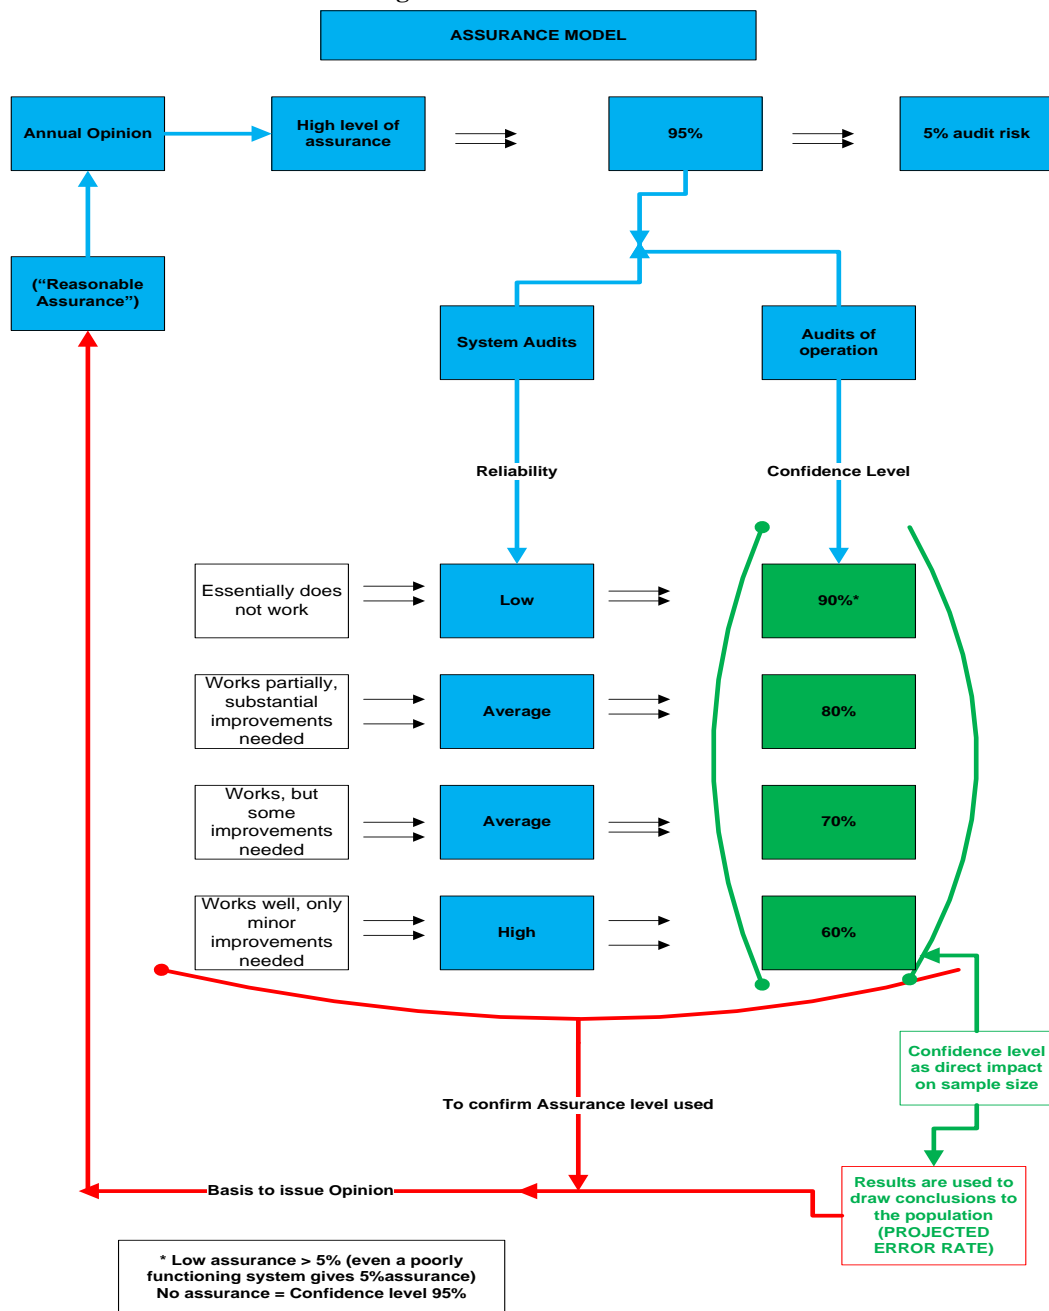 ASSURANCE MODEL
Annual Opinion
High level of
assurance
95%
5% audit risk
(“Reasonable
Assurance”)
System Audits
Audits of
operation
Reliability
Confidence Level
Essentially does
not work
Low
90%*
Works partially,
substantial
improvements
needed
Average
80%
Works, but
some
improvements
needed
Average
70%
Works well, only
minor
improvements
needed
High
60%
Confidence level
as direct impact
on sample size
To confirm Assurance level used
Basis to issue Opinion
Results are used to
draw conclusions to
the population
(PROJECTED
ERROR RATE)
* Low assurance > 5% (even a poorly
functioning system gives 5%assurance)
No assurance = Confidence level 95%